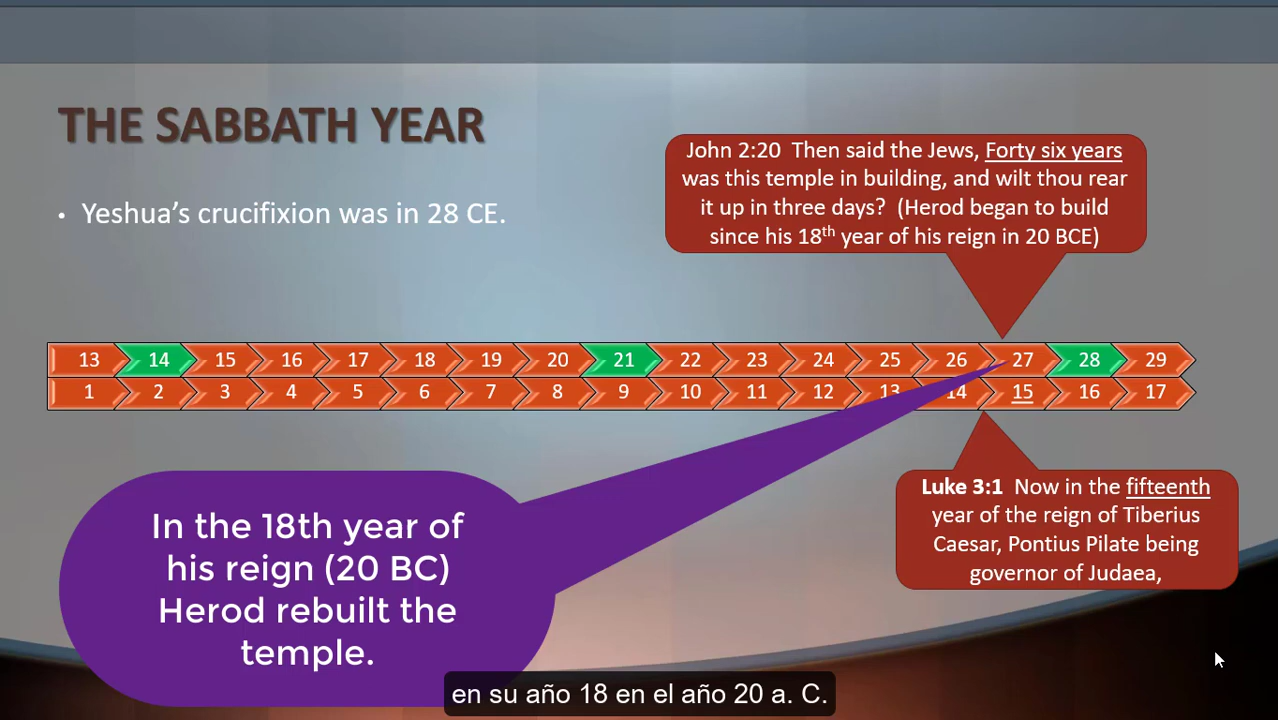 THE SABBATH YEAR
• Yeshua’s crucifixion was in 28 CE.
John 2:20 Then said the Jews, Forty six years
was this temple in building, and wilt thou rear
it up in three days? (Herod began to build
since his 18th year of his reign in 20 BCE)
13 14 15 16 17 18 19 20 21 22 23 24 25 26 27 28 29
1 2 3 4 5 6 7 8 9 10 11 12 13 14 15 16 17
Luke 3:1 Now in the fifteenth
year of the reign of Tiberius
Caesar, Pontius Pilate being
governor of Judaea,
In the 18th year of
his reign (20 BC)
Herod rebuilt the
temple.
en su año 18 en el año 20 a. C.